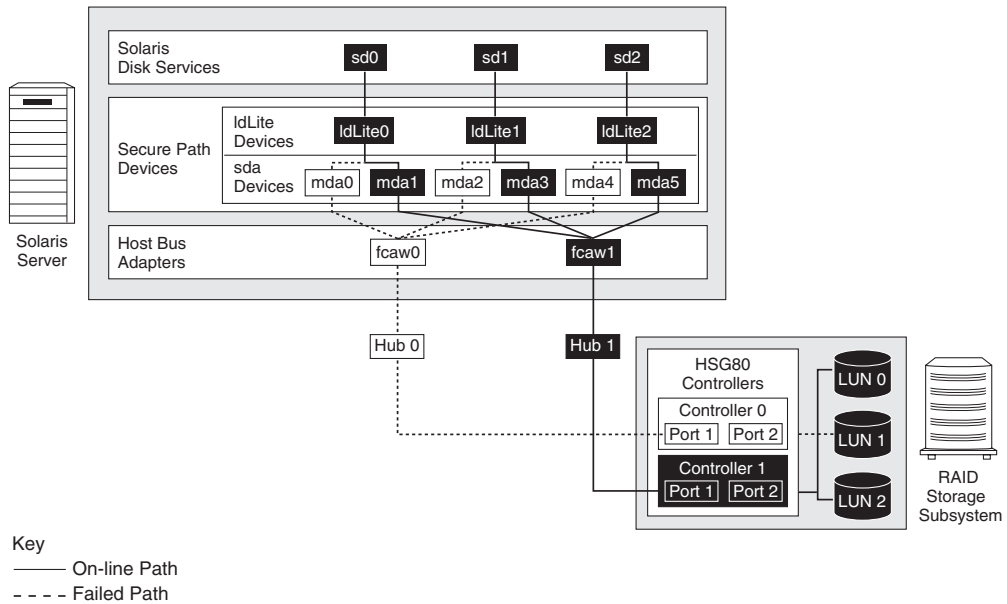 Solaris
Disk Services
sd0
sd1
sd2
Secure Path
Devices
ldLite
Devices
ldLite0
ldLite1
ldLite2
sda
Devices
mda0
mda1
mda2
mda3
mda4
mda5
Solaris
Server
Host Bus
Adapters
fcaw0
fcaw1
Hub 0
Hub 1
HSG80
Controllers
Controller 0
Port 1
Port 2
Controller 1
Port 1
Port 2
LUN 0
LUN 1
LUN 2
RAID
Storage
Subsystem
Key
On-line Path
Failed Path